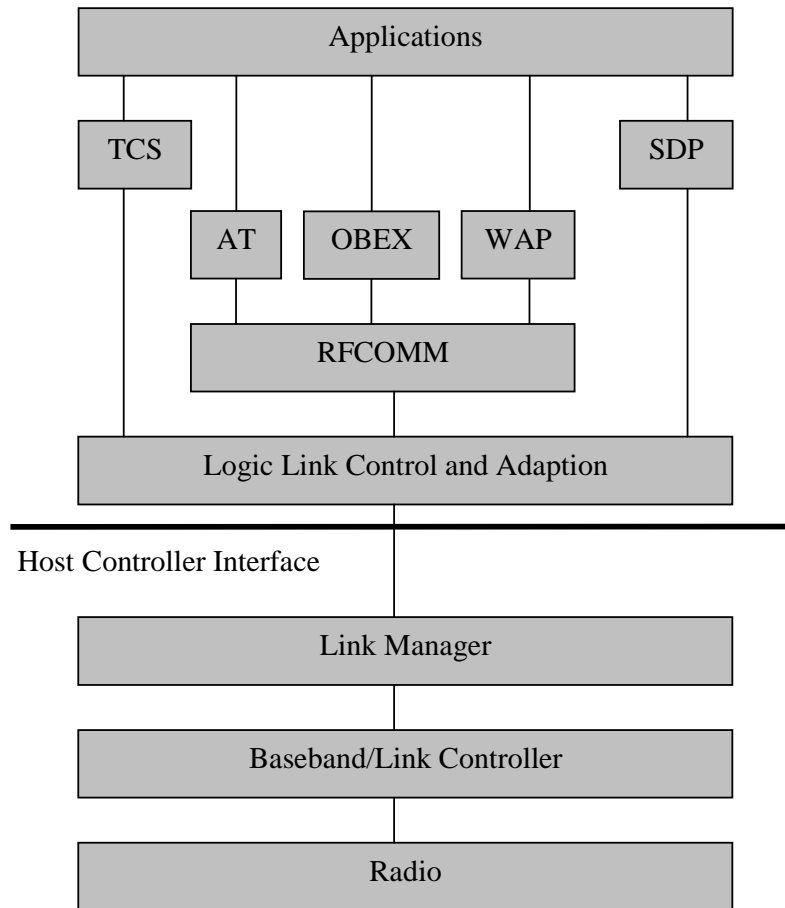 Applications
TCS
SDP
AT
OBEX
WAP
RFCOMM
Logic Link Control and Adaption
Host Controller Interface
Link Manager
Baseband/Link Controller
Radio